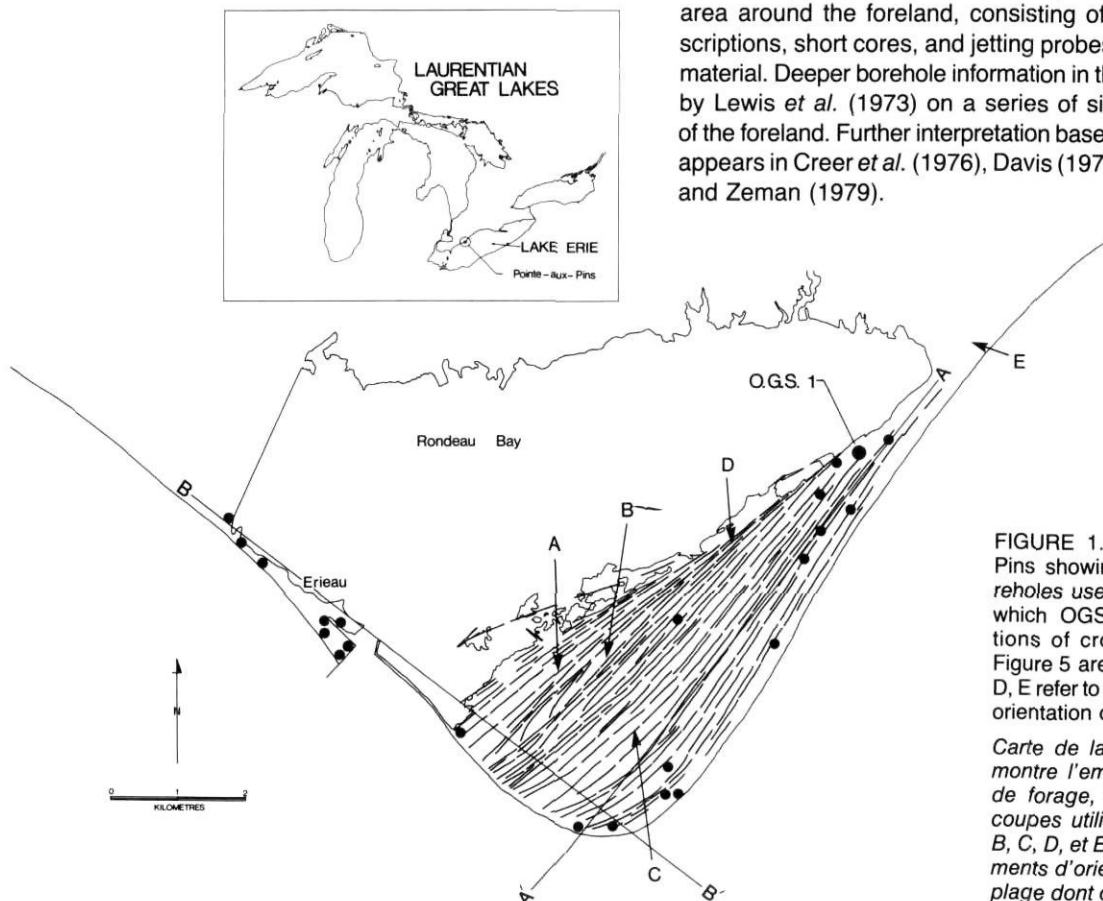 area around the foreland, consisting of
scriptions, short cores, and jetting probes
material. Deeper borehole information in th
by Lewis et al. (1973) on a series of si
of the foreland. Further interpretation base
appears in Creer et al. (1976), Davis (197
and Zeman (1979).
LAURENTIAN
GREAT LAKES
LAKE ERIE
Pointe-aux-Pins
E
A
O.G.S. 1
Rondeau Bay
D
B
B
A
Erieau
N
0 1 2
KILOMETRES
C
A'
B'
FIGURE 1.
Pins showin
reholes use
which OGS
tions of cro
Figure 5 are
D, E refer to
orientation o
Carte de la
montre l'em
de forage,
coupes utili
B, C, D, et E
ments d'orie
plage dont c